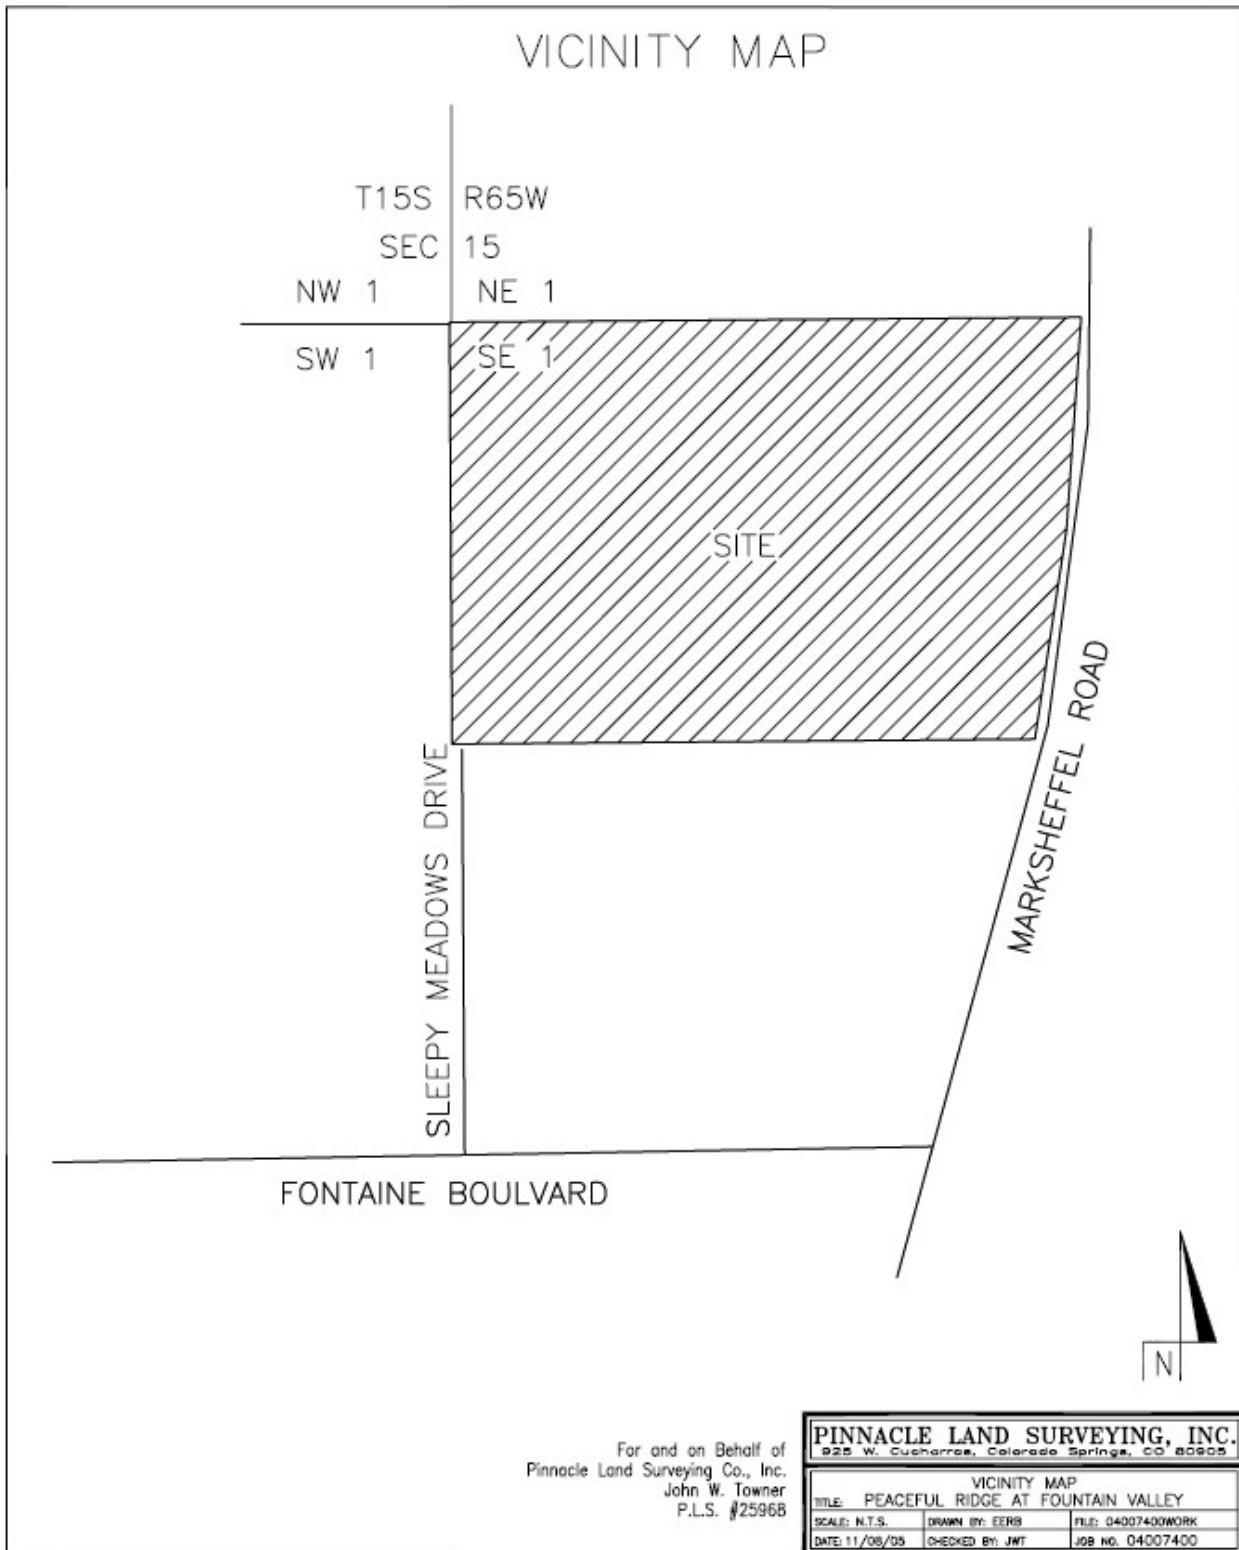 VICINITY MAP
T15S R65W
SEC 15
NW 1 NE 1
SW 1 SE 1
SITE
MARKSHEFFEL ROAD
SLEEPY MEADOWS DRIVE
FONTAINE BOULVARD
N
For and on Behalf of
Pinnacle Land Surveying Co., Inc.
John W. Towner
P.L.S. #25968
PINNACLE LAND SURVEYING, INC.
925 W. Cucharras, Colorado Springs, CO 80905
VICINITY MAP
TITLE: PEACEFUL RIDGE AT FOUNTAIN VALLEY
SCALE: N.T.S. DRAWN BY: EERB FILE: 04007400WORK
DATE: 11/08/05 CHECKED BY: JWT JOB NO. 04007400